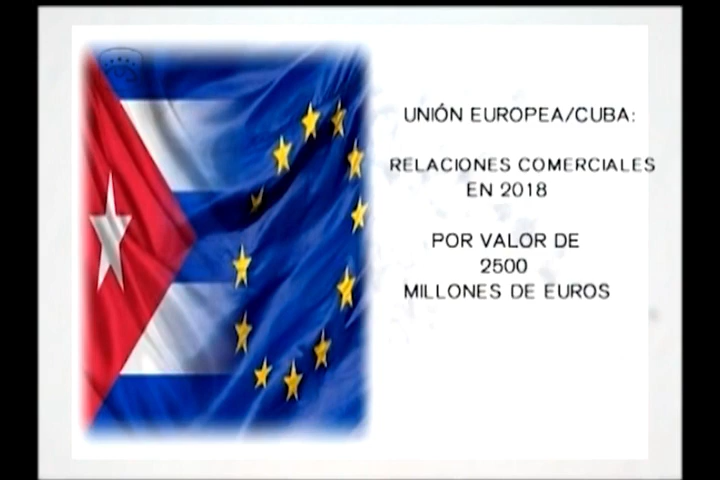 UNIÓN EUROPEA/CUBA:
RELACIONES COMERCIALES
EN 2018
POR VALOR DE
2500
MILLONES DE EUROS